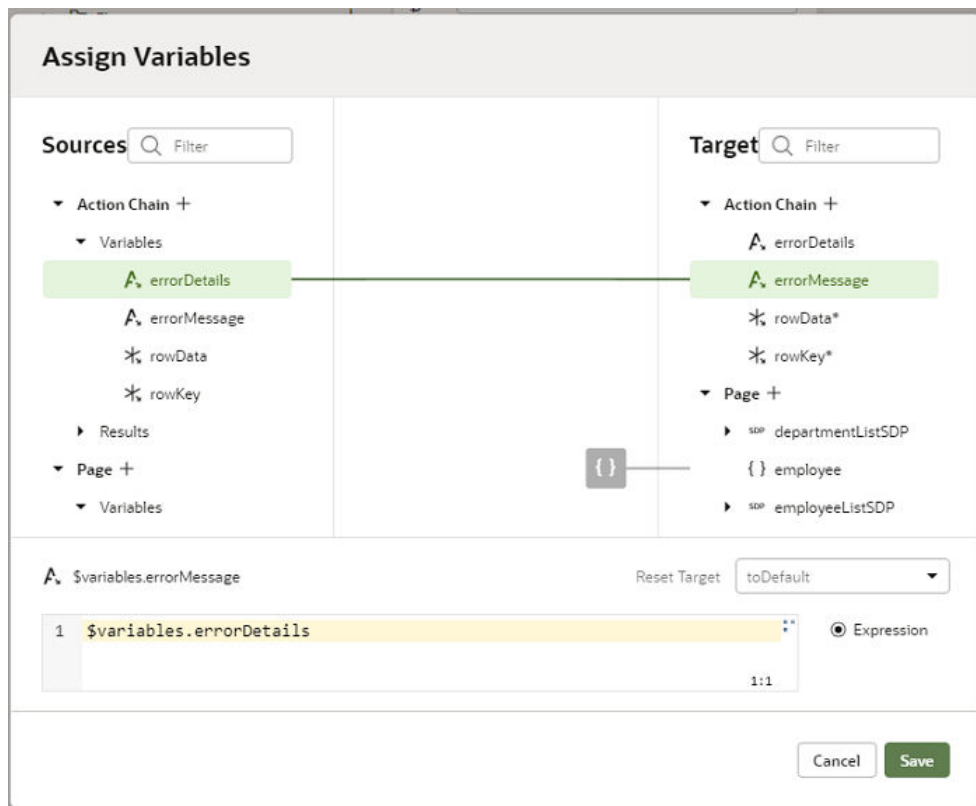 Assign Variables
Sources
Filter
Action Chain +
Variables
errorDetails
errorMessage
rowData
rowKey
Results
Page +
Variables
Target
Filter
Action Chain +
errorDetails
errorMessage
rowData*
rowKey*
Page +
SDP departmentListSDP
{ }
{ } employee
SDP employeeListSDP
$variables.errorMessage
Reset Target
toDefault
1 $variables.errorDetails
Expression
1:1
Cancel
Save